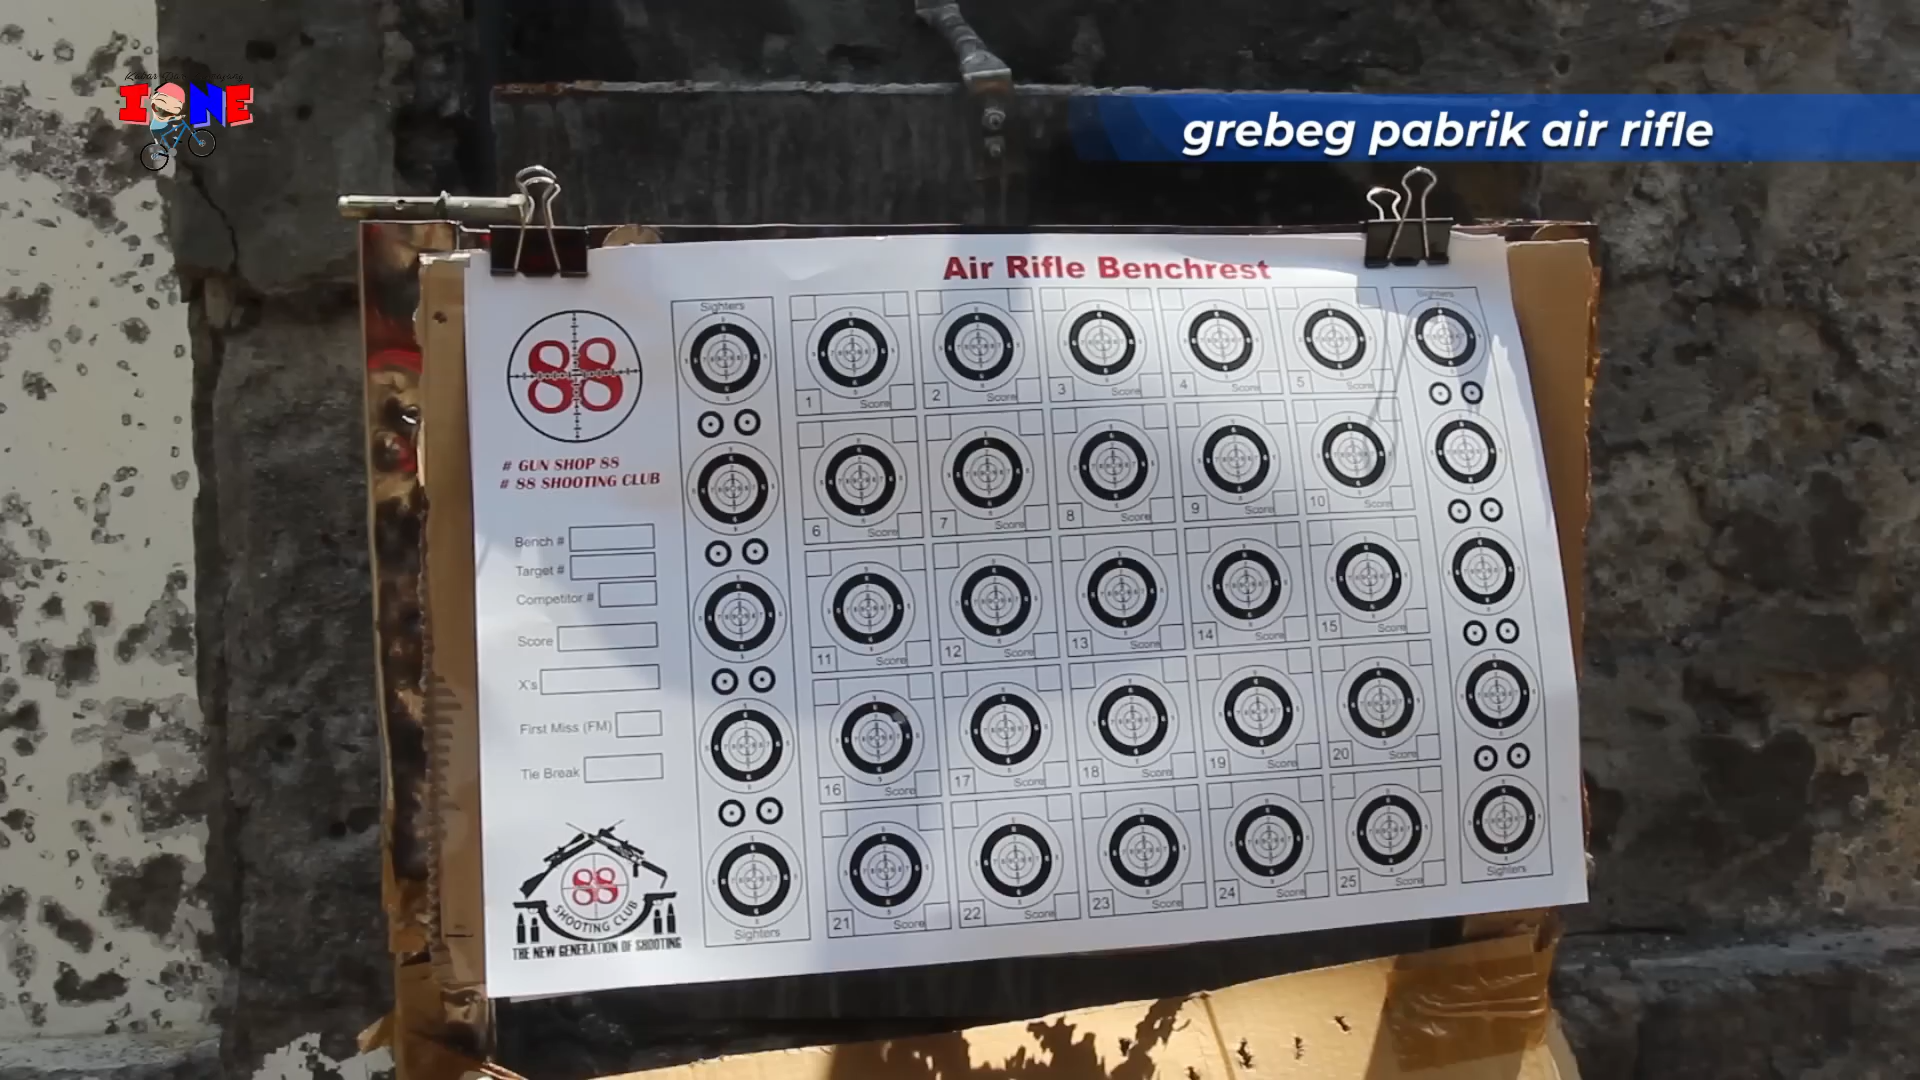 IONE
grebeg pabrik air rifle
Air Rifle Benchrest
88
# GUN SHOP 88
# 88 SHOOTING CLUB
Bench #
Target #
Competitor #
Score
X's
First Miss (FM)
Tie Break
88
SHOOTING CLUB
THE NEW GENERATION OF SHOOTING
Sighters
Sighters
1 Score
2 Score
3 Score
4 Score
5 Score
6 Score
7 Score
8 Score
9 Score
10 Score
11 Score
12 Score
13 Score
14 Score
15 Score
16 Score
17 Score
18 Score
19 Score
20 Score
21 Score
22 Score
23 Score
24 Score
25 Score
Sighters
Sighters